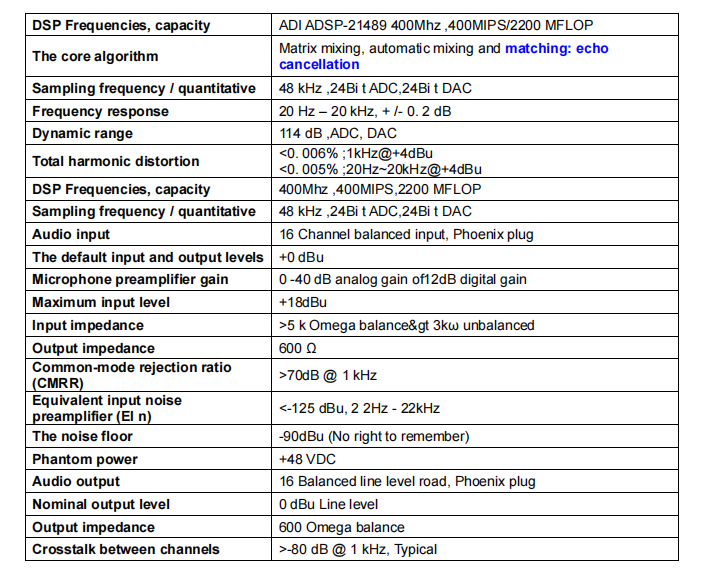 DSP Frequencies, capacity ADI ADSP-21489 400Mhz ,400MIPS/2200 MFLOP
The core algorithm Matrix mixing, automatic mixing and matching: echo
cancellation
Sampling frequency / quantitative 48 kHz ,24Bi t ADC,24Bi t DAC
Frequency response 20 Hz – 20 kHz, + /- 0. 2 dB
Dynamic range 114 dB ,ADC, DAC
Total harmonic distortion <0. 006% ;1kHz@+4dBu
<0. 005% ;20Hz~20kHz@+4dBu
DSP Frequencies, capacity 400Mhz ,400MIPS,2200 MFLOP
Sampling frequency / quantitative 48 kHz ,24Bi t ADC,24Bi t DAC
Audio input 16 Channel balanced input, Phoenix plug
The default input and output levels +0 dBu
Microphone preamplifier gain 0 -40 dB analog gain of12dB digital gain
Maximum input level +18dBu
Input impedance >5 k Omega balance&gt 3kω unbalanced
Output impedance 600 Ω
Common-mode rejection ratio
(CMRR) >70dB @ 1 kHz
Equivalent input noise
preamplifier (EI n) <-125 dBu, 2 2Hz - 22kHz
The noise floor -90dBu (No right to remember)
Phantom power +48 VDC
Audio output 16 Balanced line level road, Phoenix plug
Nominal output level 0 dBu Line level
Output impedance 600 Omega balance
Crosstalk between channels >-80 dB @ 1 kHz, Typical